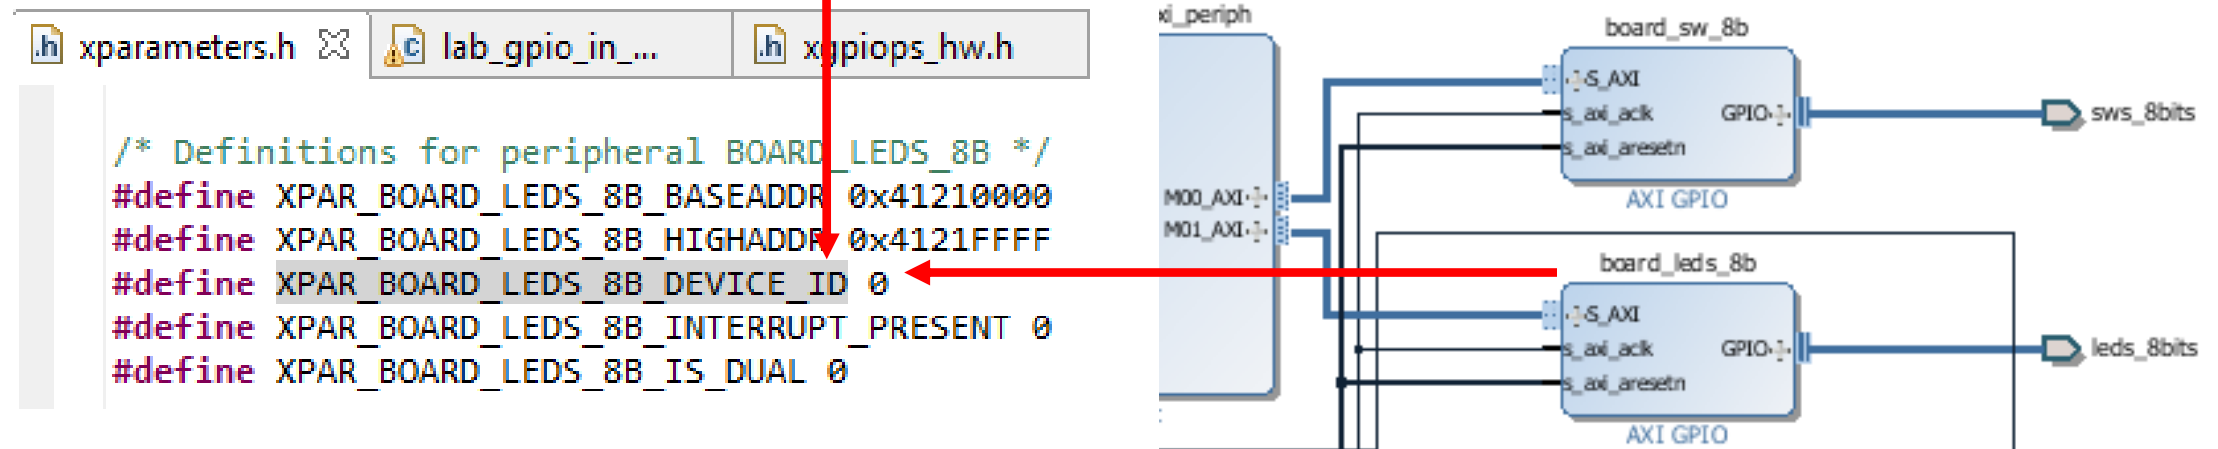 xparameters.h
lab_gpio_in_...
xgpiops_hw.h
/* Definitions for peripheral BOARD_LEDS_8B */
#define XPAR_BOARD_LEDS_8B_BASEADDR 0x41210000
#define XPAR_BOARD_LEDS_8B_HIGHADDR 0x4121FFFF
#define XPAR_BOARD_LEDS_8B_DEVICE_ID 0
#define XPAR_BOARD_LEDS_8B_INTERRUPT_PRESENT 0
#define XPAR_BOARD_LEDS_8B_IS_DUAL 0
xi_periph
M00_AXI
M01_AXI
board_sw_8b
S_AXI
s_axi_aclk
s_axi_aresetn
GPIO
AXI GPIO
sws_8bits
board_leds_8b
S_AXI
s_axi_aclk
s_axi_aresetn
GPIO
AXI GPIO
leds_8bits